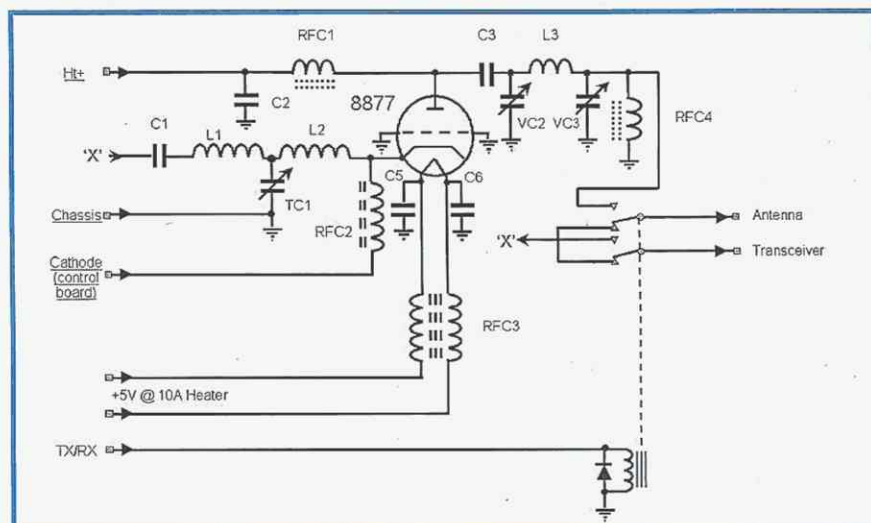 RFC1
C3
L3
Ht+
C2
8877
VC2
VC3
RFC4
C1
L1
L2
'X'
C5
C6
TC1
Chassis
RFC2
Antenna
'X'
Transceiver
Cathode
(control
board)
RFC3
+5V @ 10A Heater
TX/RX